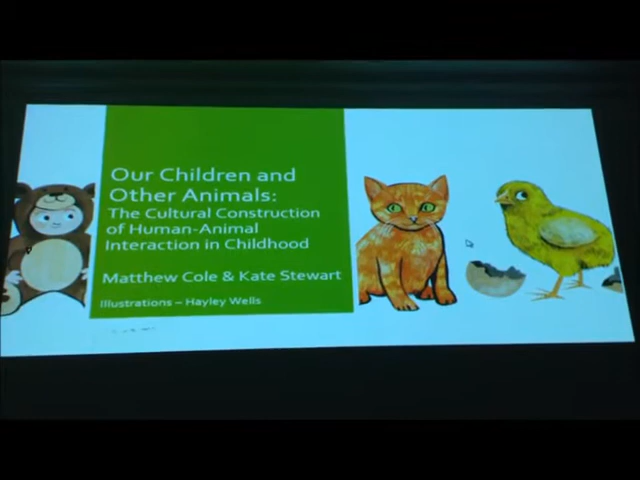 Our Children and
Other Animals:
The Cultural Construction
of Human-Animal
Interaction in Childhood
Matthew Cole & Kate Stewart
Illustrations – Hayley Wells